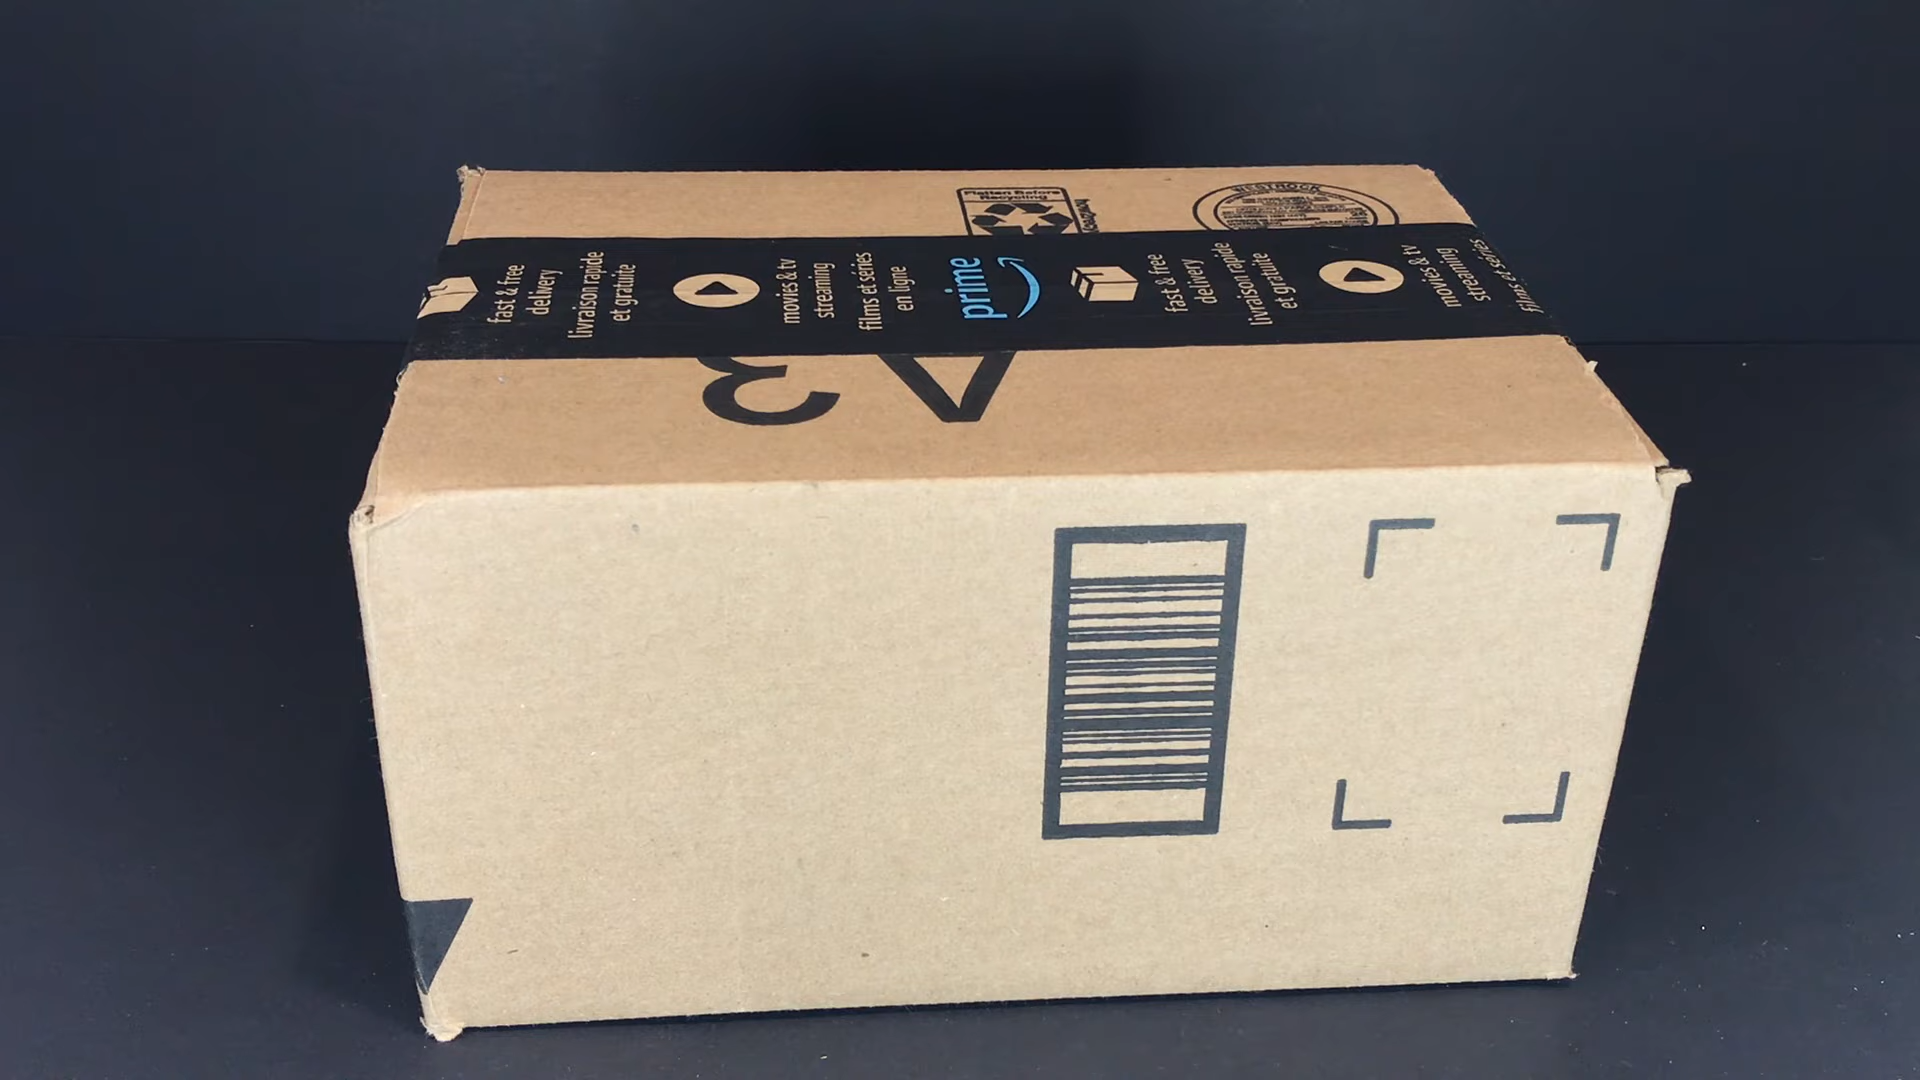 Flatten Before
Recycling
WESTROCK
fast & free
delivery
livraison rapide
et gratuite
movies & tv
streaming
films et séries
en ligne
prime
fast & free
delivery
livraison rapide
et gratuite
movies & tv
streaming
films et séries